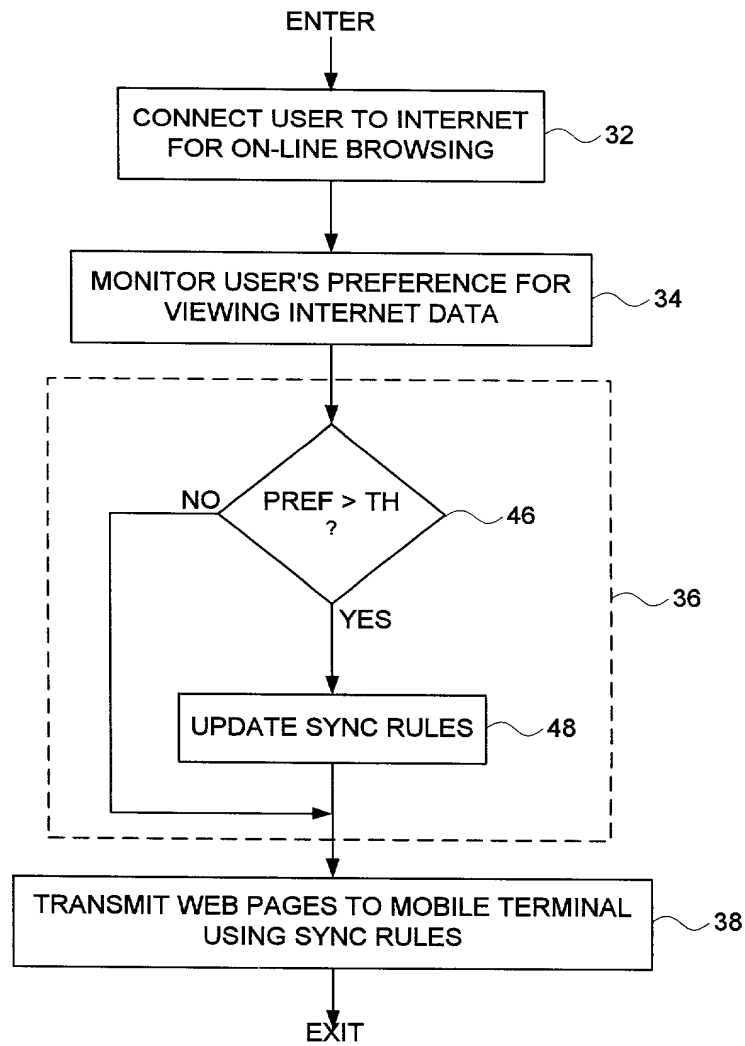 ENTER
CONNECT USER TO INTERNET
FOR ON-LINE BROWSING
32
MONITOR USER'S PREFERENCE FOR
VIEWING INTERNET DATA
34
NO
PREF > TH
?
46
36
YES
UPDATE SYNC RULES
48
TRANSMIT WEB PAGES TO MOBILE TERMINAL
USING SYNC RULES
38
EXIT